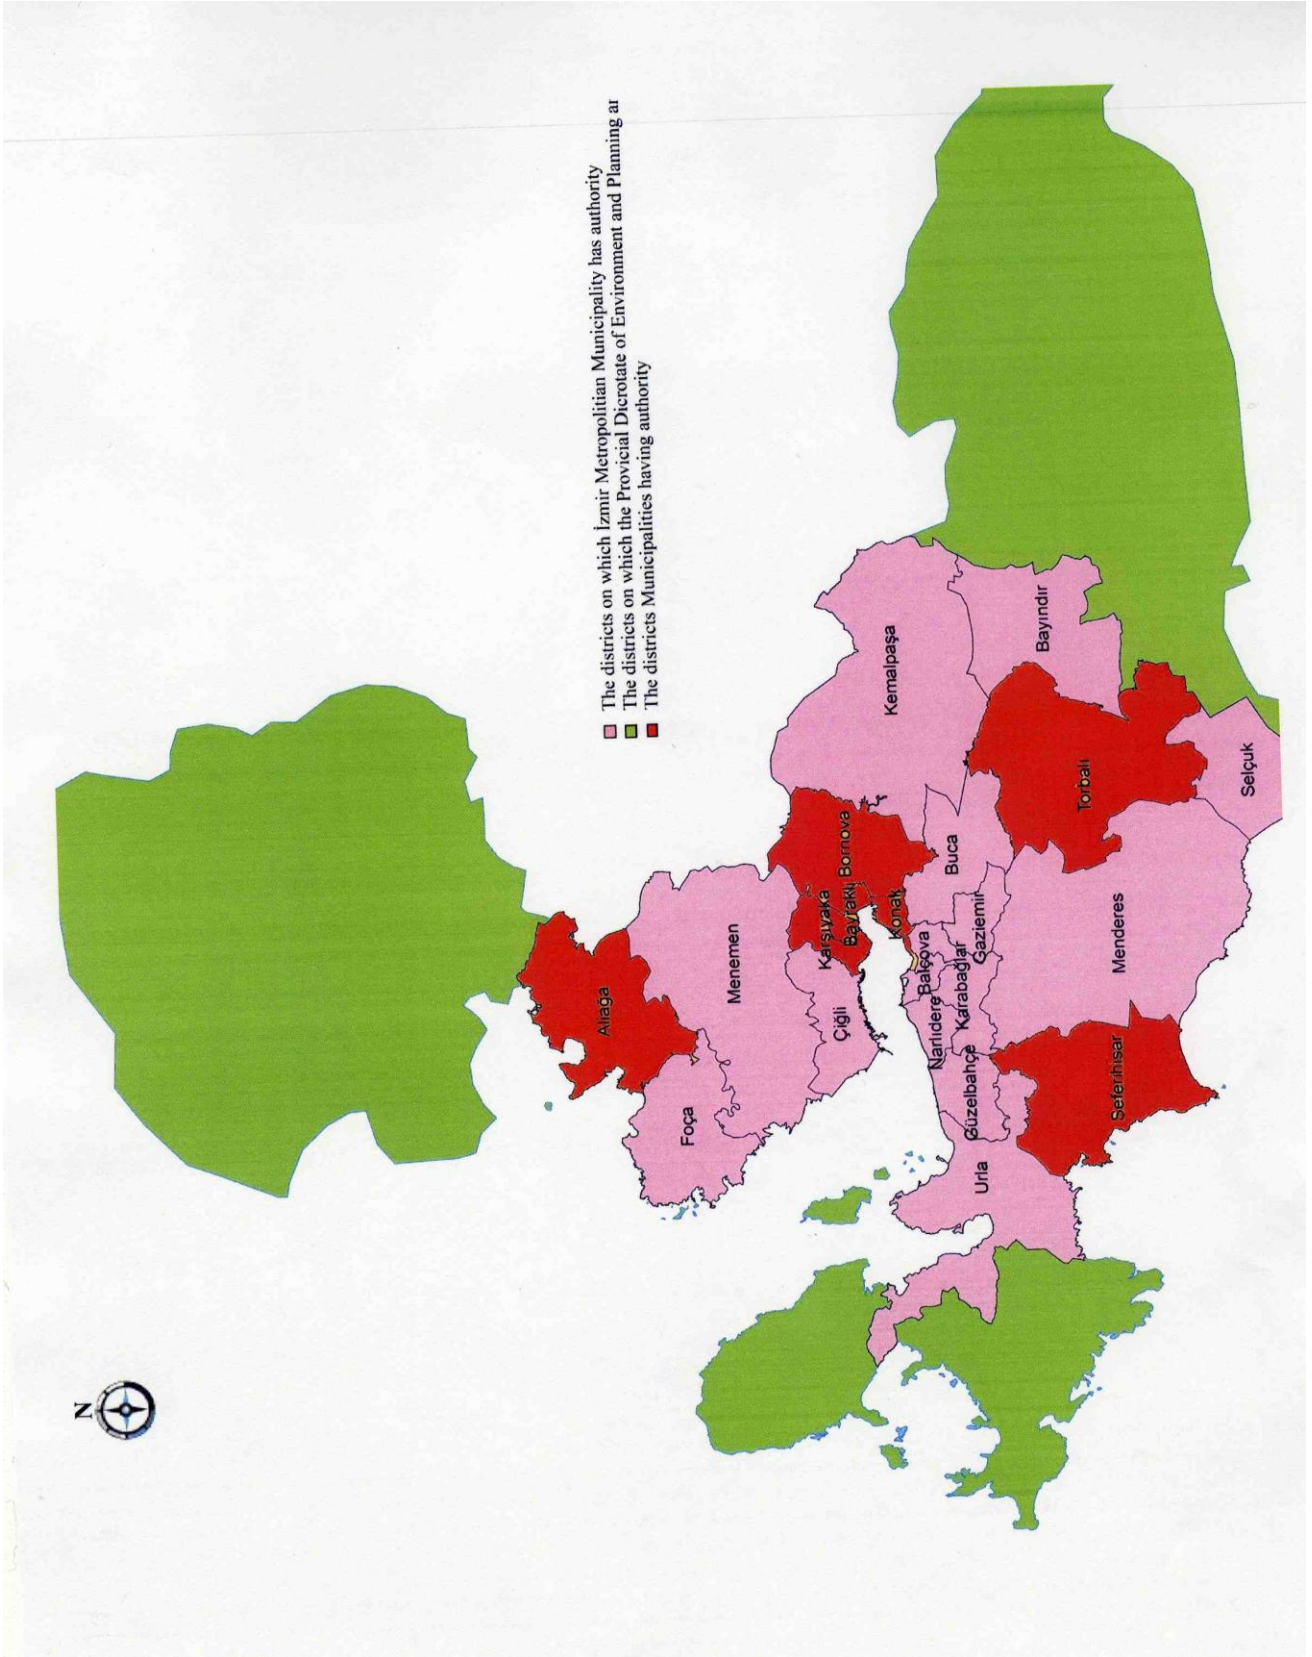 N
The districts on which İzmir Metropolitian Municipality has authority
The districts on which the Provicial Dicrotate of Environment and Planning ar
The districts Municipalities having authority
Aliağa
Foça
Menemen
Karşıyaka
Çiğli
Bayraklı
Bornova
Kemalpaşa
Konak
Balçova
Narlıdere
Buca
Karabağlar
Gaziemir
Güzelbahçe
Urla
Bayındır
Torbalı
Menderes
Seferihisar
Selçuk